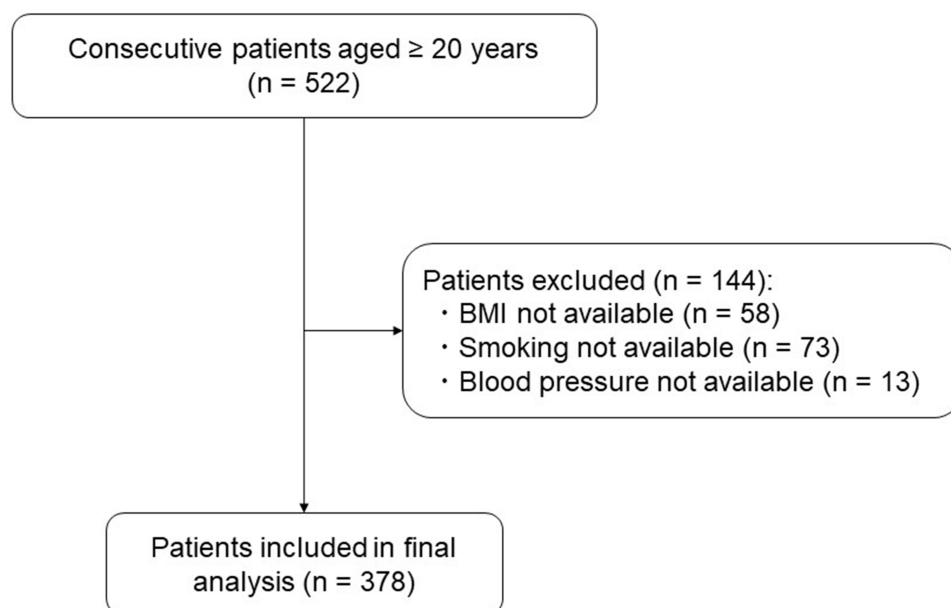 Consecutive patients aged ≥ 20 years
(n = 522)
Patients excluded (n = 144):
・BMI not available (n = 58)
・Smoking not available (n = 73)
・Blood pressure not available (n = 13)
Patients included in final
analysis (n = 378)